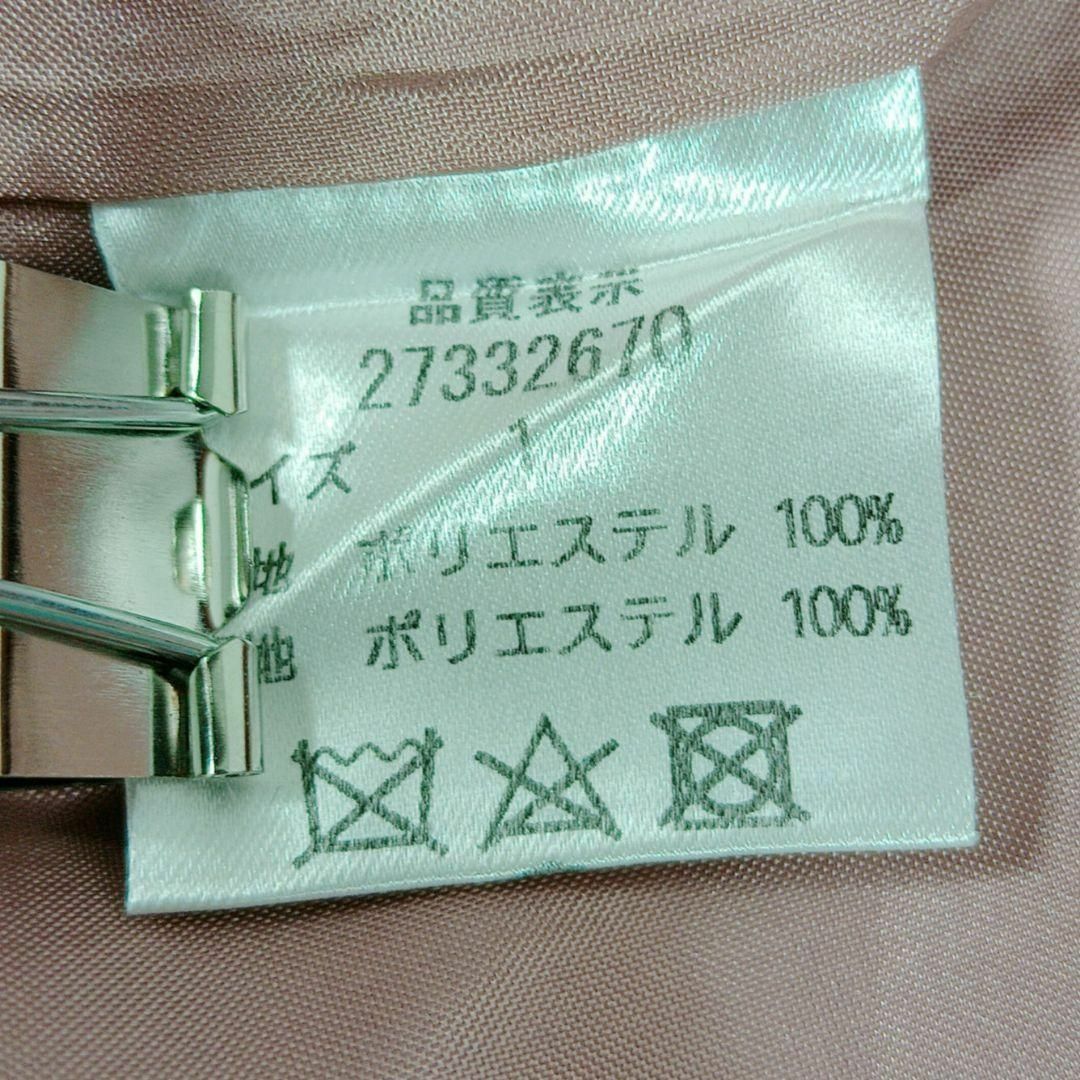 品質表示
27332670
イズ 1
地 ポリエステル 100%
地 ポリエステル 100%